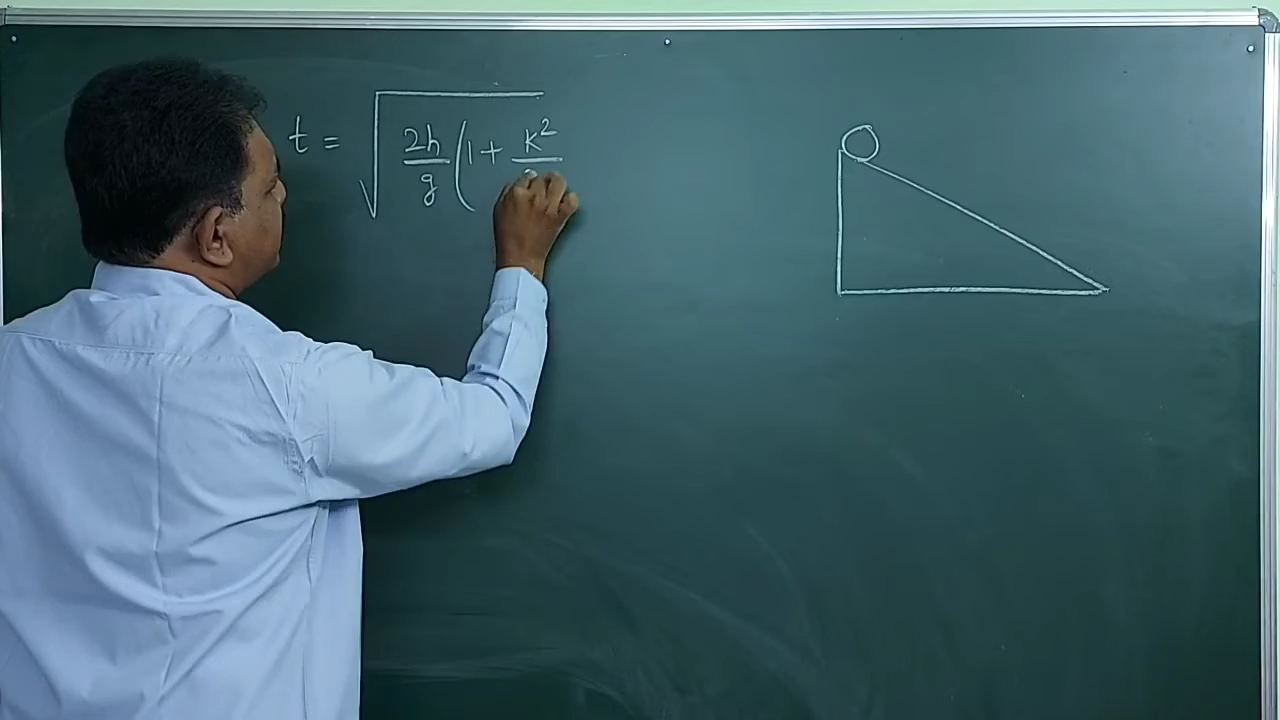 t = √ 2h/g (1 + K²/